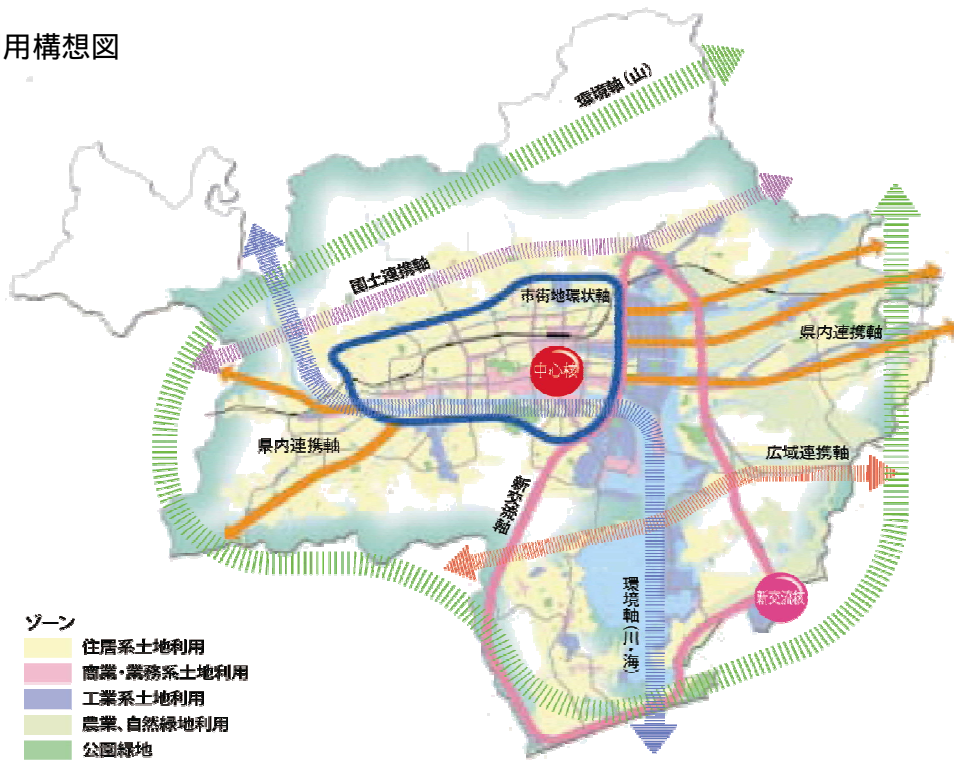 用構想図
環境軸(山)
国土連携軸
市街地環状軸
県内連携軸
中心核
県内連携軸
広域連携軸
新交流軸
環境軸(川・海)
新交流核
ゾーン
住居系土地利用
商業・業務系土地利用
工業系土地利用
農業、自然緑地利用
公園緑地